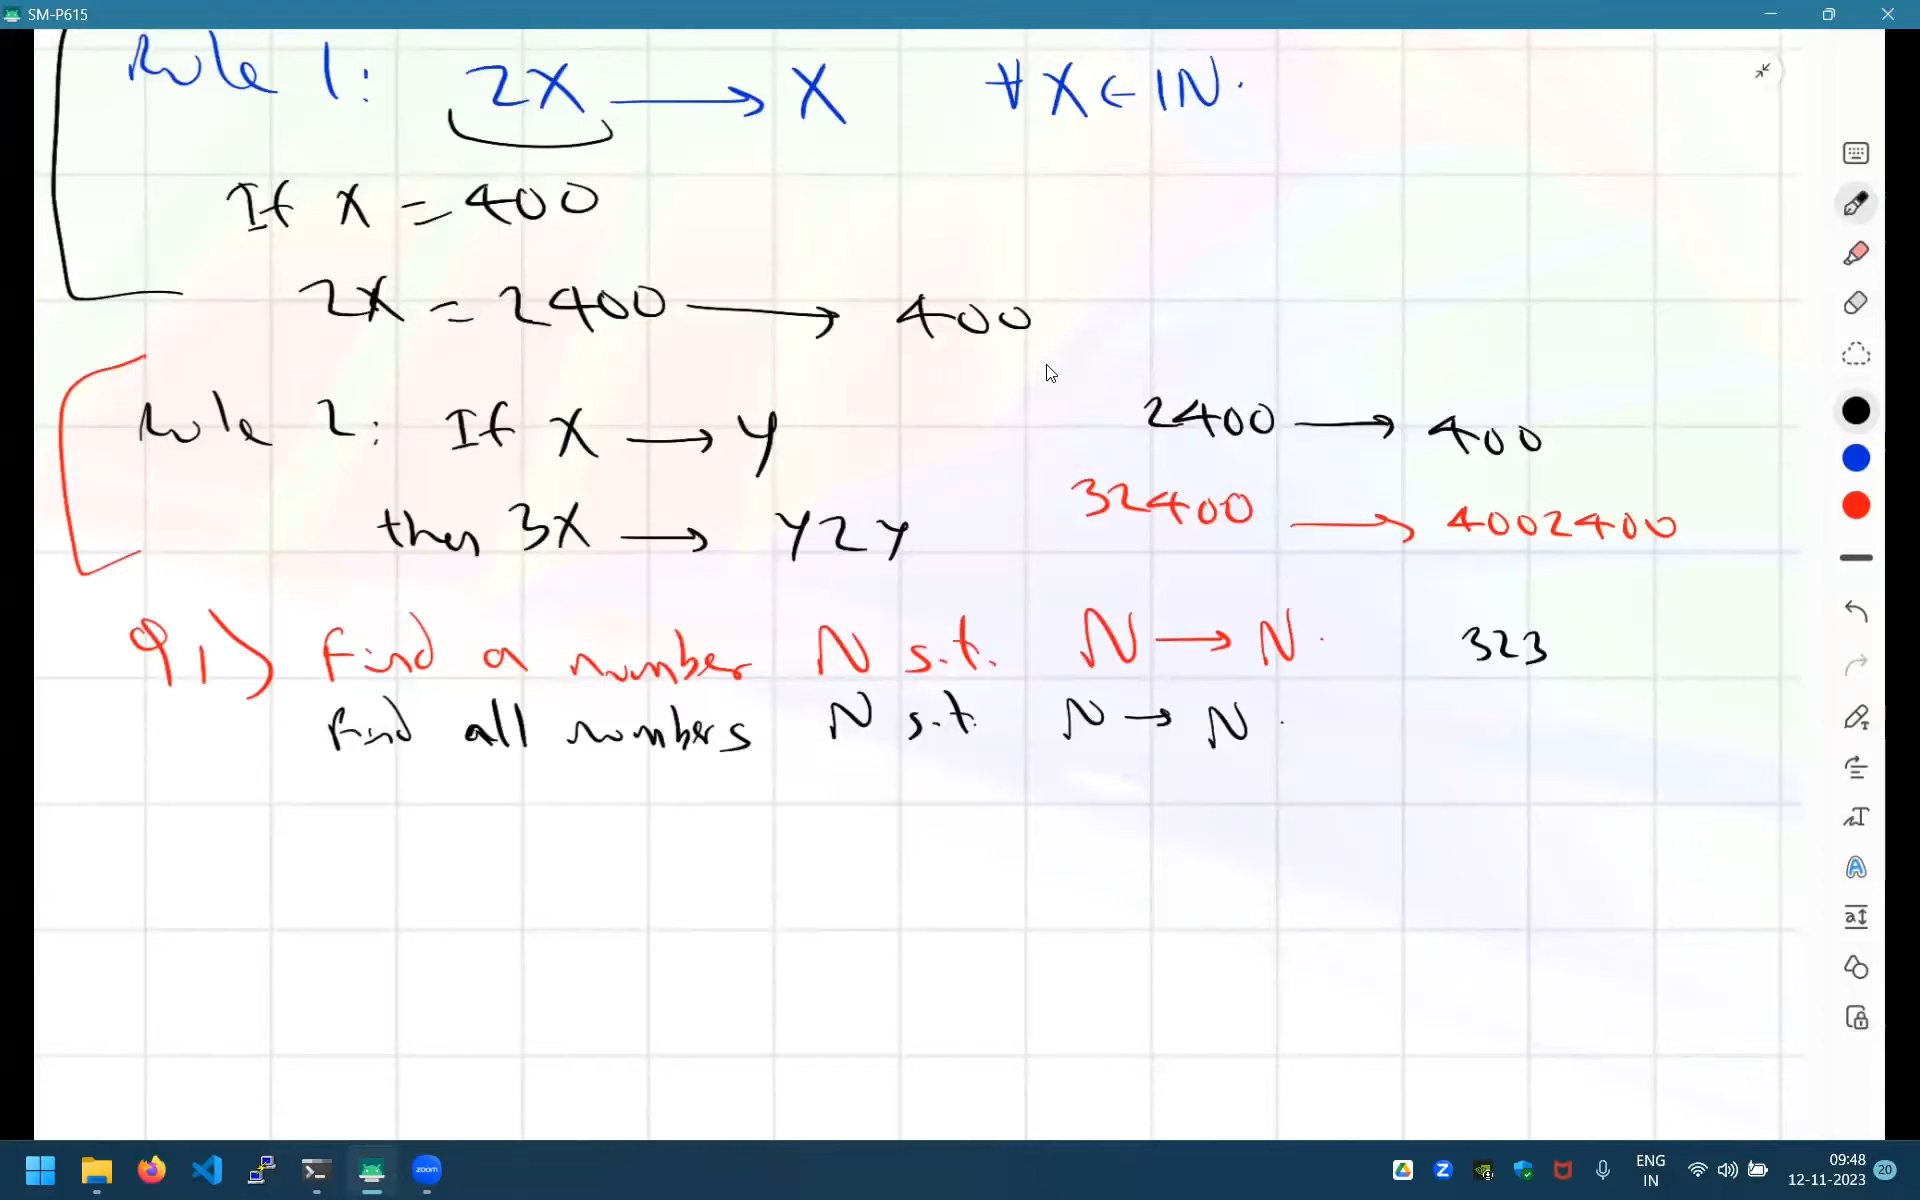 SM-P615
Rule 1: 2X → X ∀ X ∈ IN.
If X = 400
2X = 2400 → 400
Rule 2: If X → Y
2400 → 400
then 3X → Y2Y
32400 → 4002400
Q1) Find a number N s.t. N → N.
323
Find all numbers N s.t. N → N.
zoom
ENG
IN
09:48
12-11-2023
20